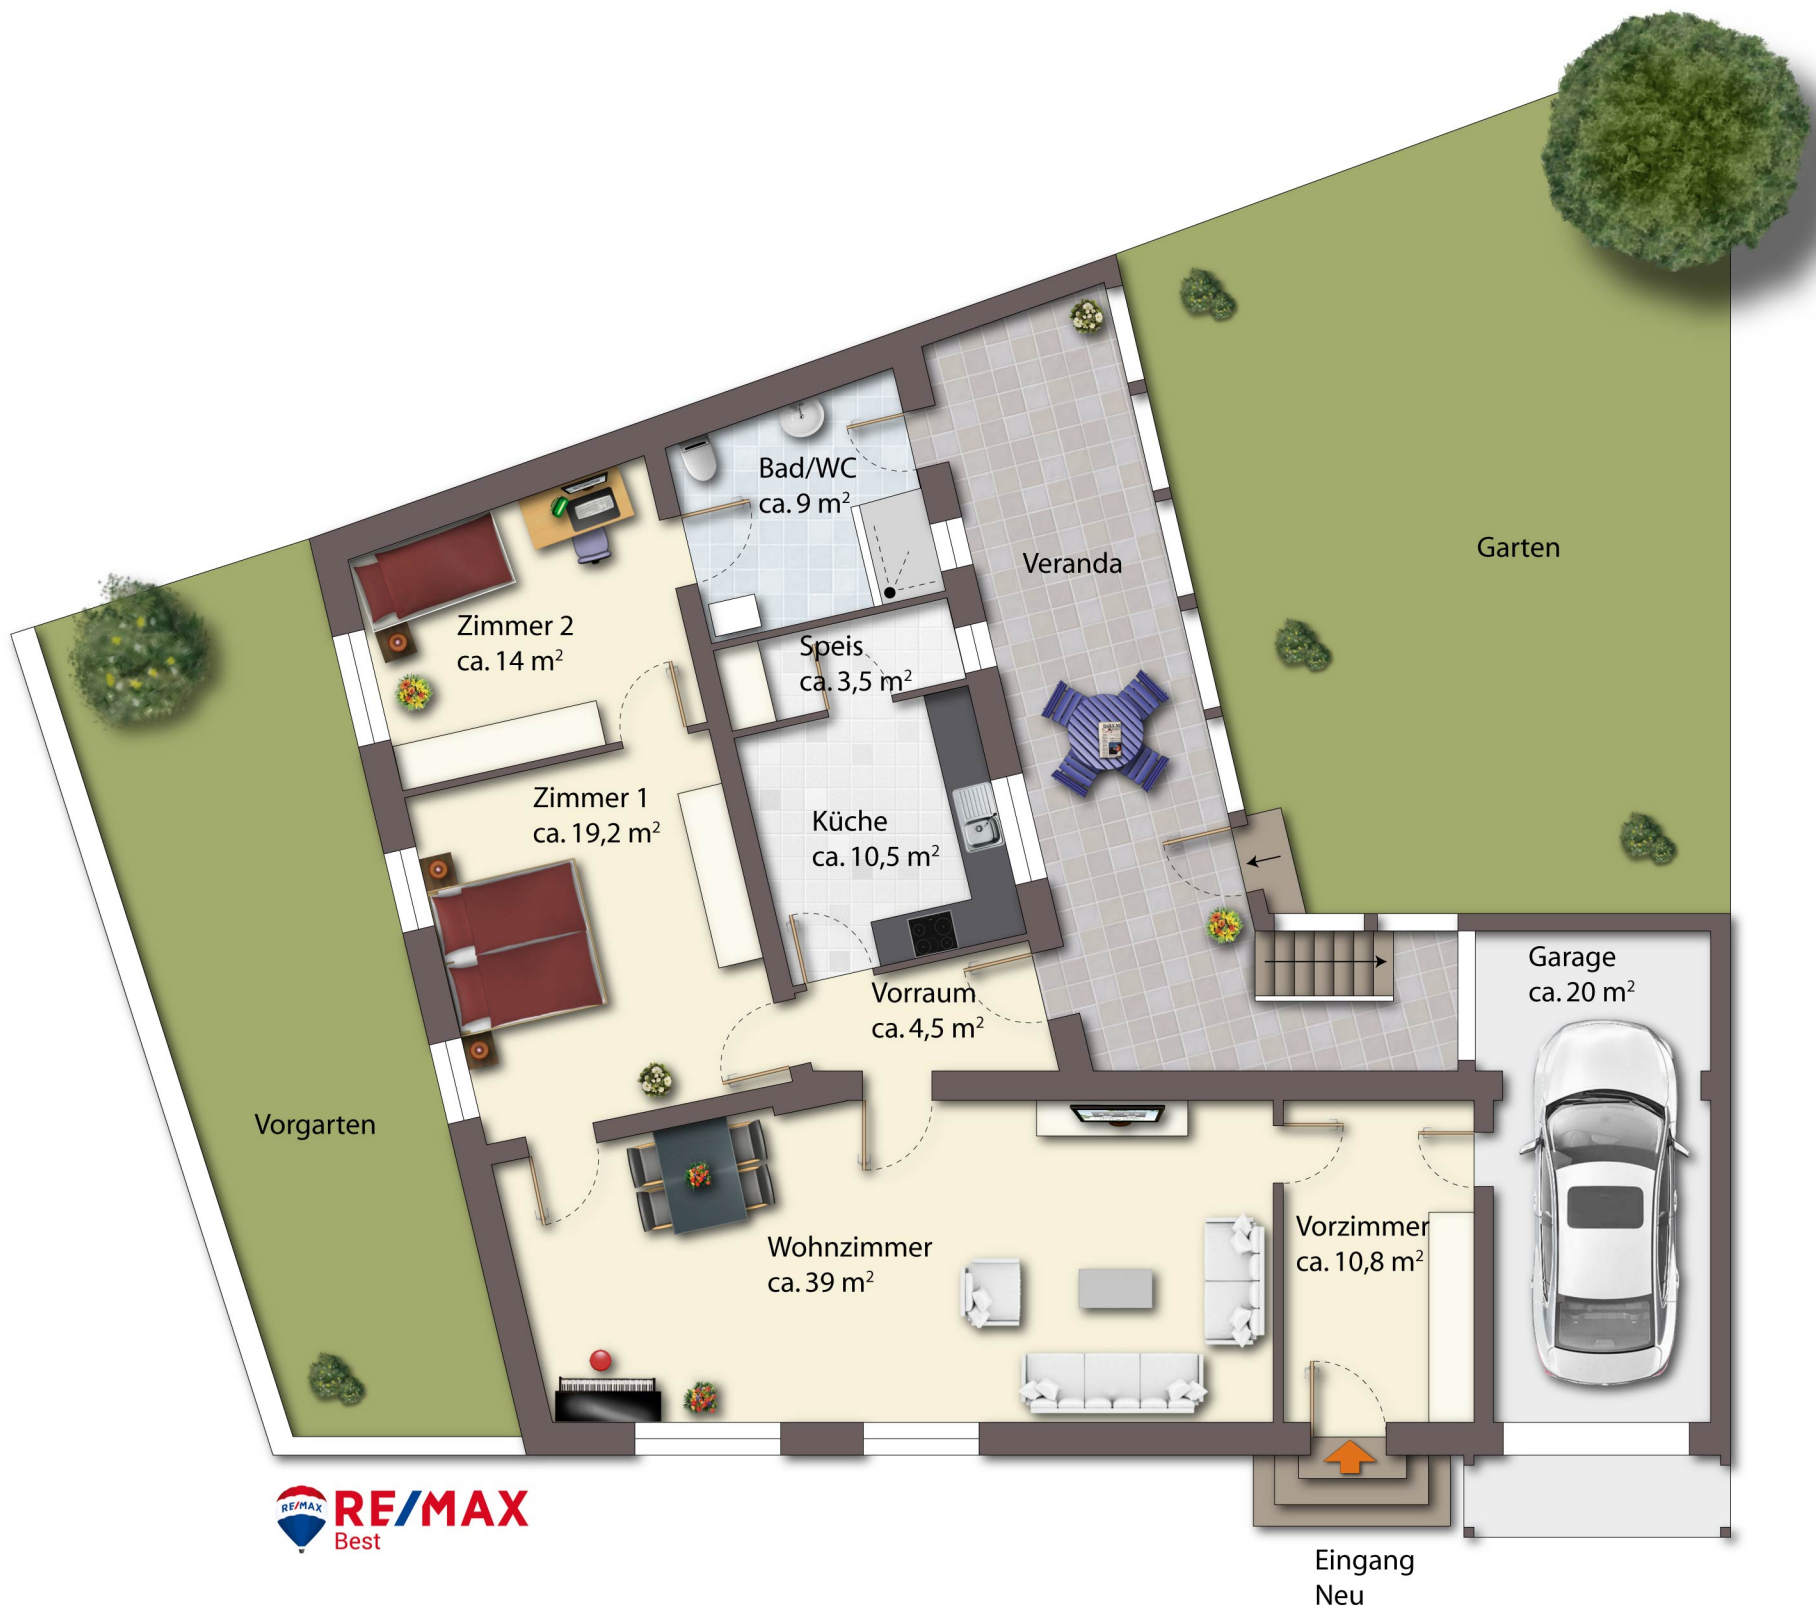 Bad/WC
ca. 9 m²
Veranda
Garten
Zimmer 2
ca. 14 m²
Speis
ca. 3,5 m²
Zimmer 1
ca. 19,2 m²
Küche
ca. 10,5 m²
Garage
ca. 20 m²
Vorraum
ca. 4,5 m²
Vorgarten
Wohnzimmer
ca. 39 m²
Vorzimmer
ca. 10,8 m²
RE/MAX
RE/MAX
Best
Eingang
Neu